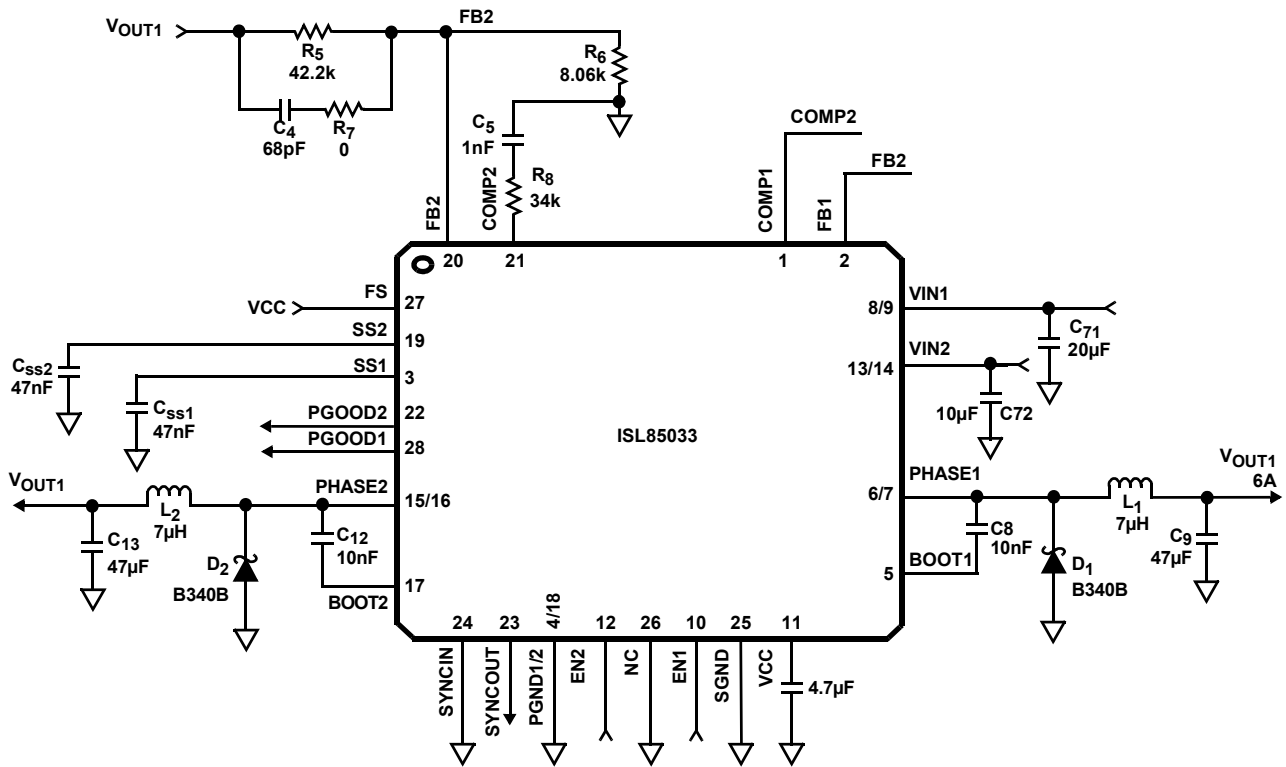 VOUT1
R5
42.2k
C4
68pF
R7
0
FB2
R6
8.06k
C5
1nF
R8
34k
COMP2
FB2
COMP2
FB2
COMP1
FB1
20
21
1
2
VCC
FS
27
SS2
19
SS1
3
Css2
47nF
Css1
47nF
PGOOD2
22
PGOOD1
28
ISL85033
VIN1
8/9
C71
20µF
VIN2
13/14
10µF
C72
VOUT1
L2
7µH
PHASE2
15/16
C13
47µF
D2
B340B
C12
10nF
17
BOOT2
PHASE1
6/7
L1
7µH
VOUT1
6A
C8
10nF
5
BOOT1
D1
B340B
C9
47µF
24
23
4/18
12
26
10
25
11
SYNCIN
SYNCOUT
PGND1/2
EN2
NC
EN1
SGND
VCC
4.7µF